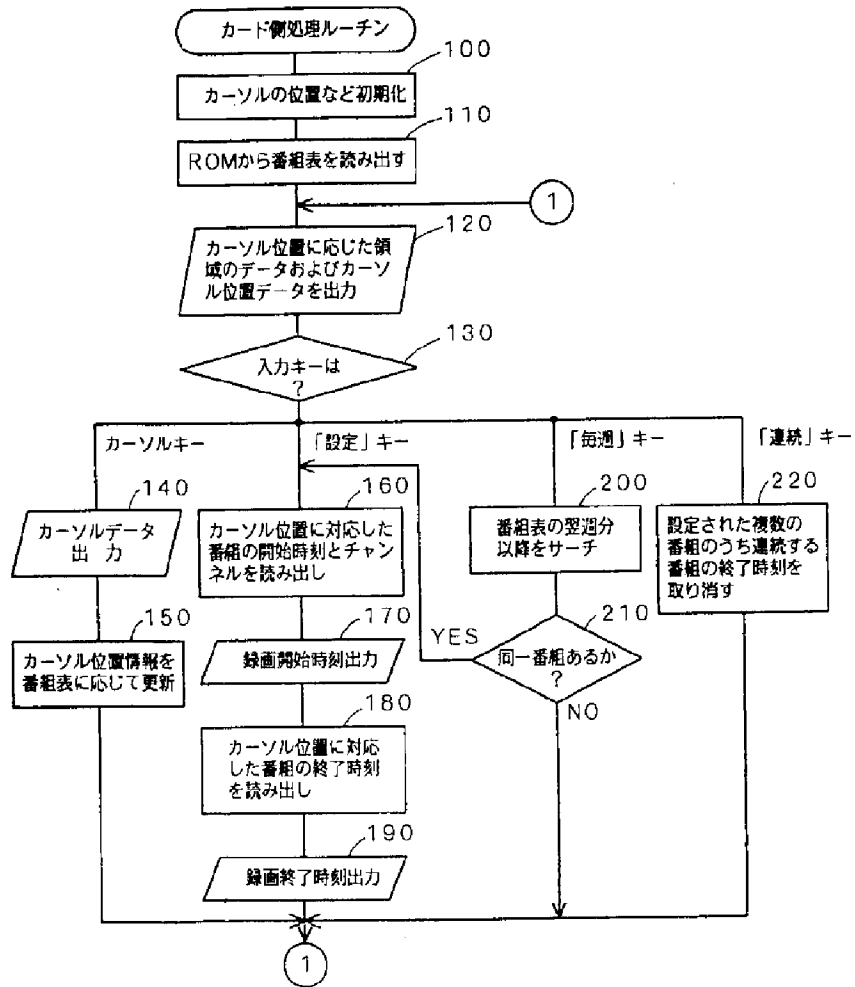 カード側処理ルーチン
100
カーソルの位置など初期化
110
ROMから番組表を読み出す
1
120
カーソル位置に応じた領
域のデータおよびカーソ
ル位置データを出力
130
入力キーは
?
カーソルキー
「設定」キー
「毎週」キー
「連続」キー
140
カーソルデータ
出 力
150
カーソル位置情報を
番組表に応じて更新
160
カーソル位置に対応した
番組の開始時刻とチャン
ネルを読み出し
170
録画開始時刻出力
180
カーソル位置に対応
した番組の終了時刻
を読み出し
190
録画終了時刻出力
200
番組表の翌週分
以降をサーチ
210
YES
同一番組あるか
?
NO
220
設定された複数の
番組のうち連続する
番組の終了時刻を
取り消す
1